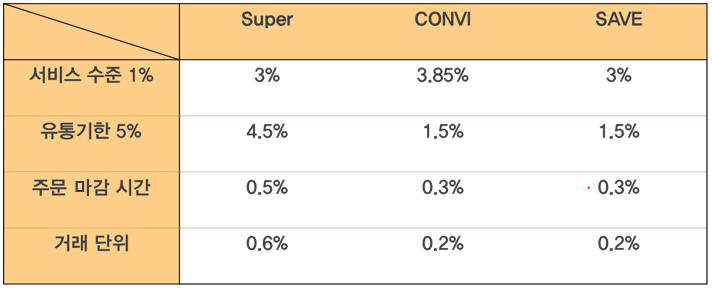 Super CONVI SAVE
서비스 수준 1% 3% 3.85% 3%
유통기한 5% 4.5% 1.5% 1.5%
주문 마감 시간 0.5% 0.3% 0.3%
거래 단위 0.6% 0.2% 0.2%